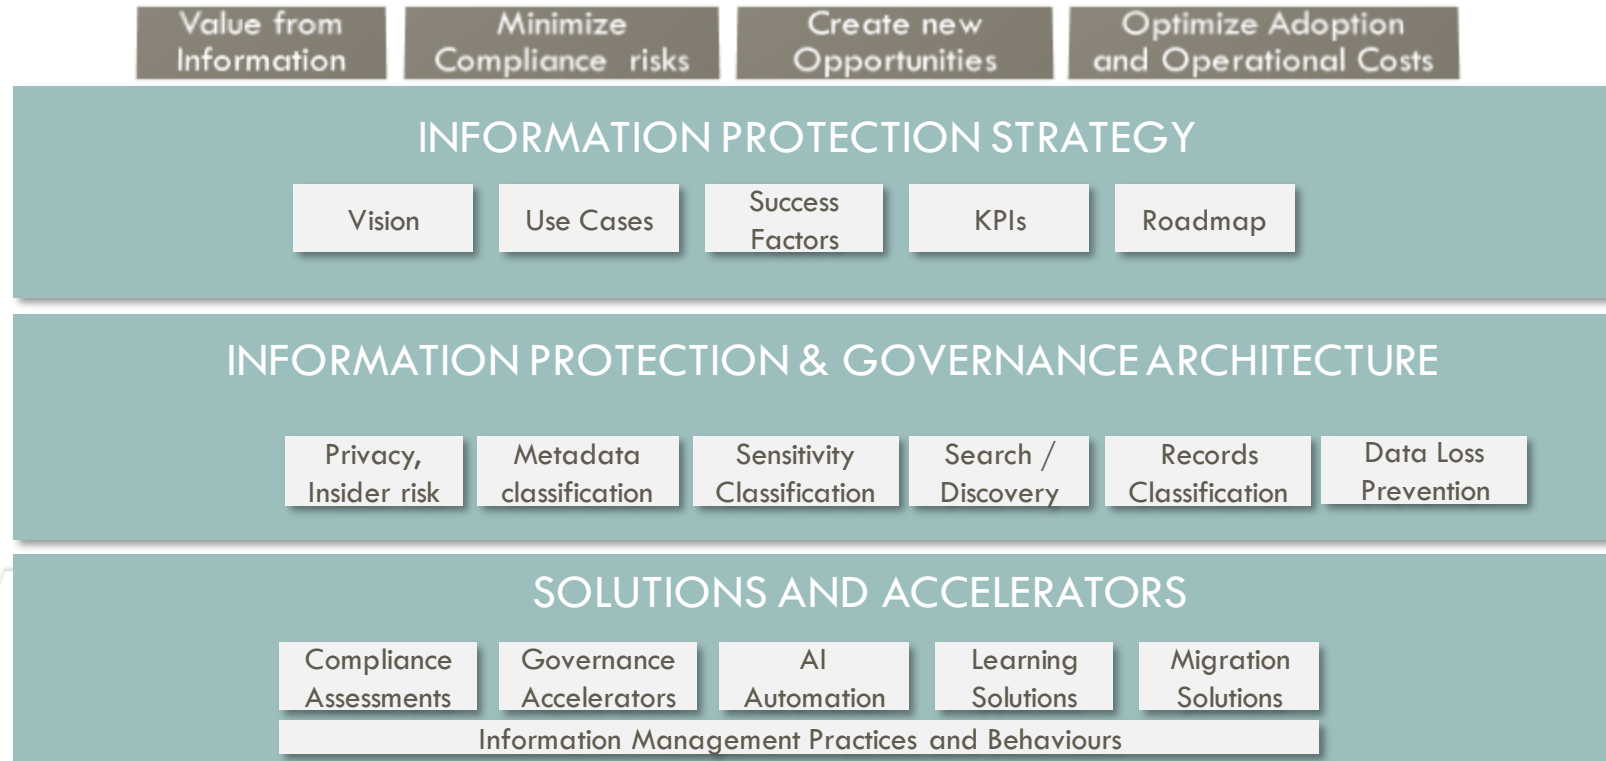 Value from
Information
Minimize
Compliance risks
Create new
Opportunities
Optimize Adoption
and Operational Costs
INFORMATION PROTECTION STRATEGY
Vision
Use Cases
Success
Factors
KPIs
Roadmap
INFORMATION PROTECTION & GOVERNANCE ARCHITECTURE
Privacy,
Insider risk
Metadata
classification
Sensitivity
Classification
Search /
Discovery
Records
Classification
Data Loss
Prevention
SOLUTIONS AND ACCELERATORS
Compliance
Assessments
Governance
Accelerators
AI
Automation
Learning
Solutions
Migration
Solutions
Information Management Practices and Behaviours